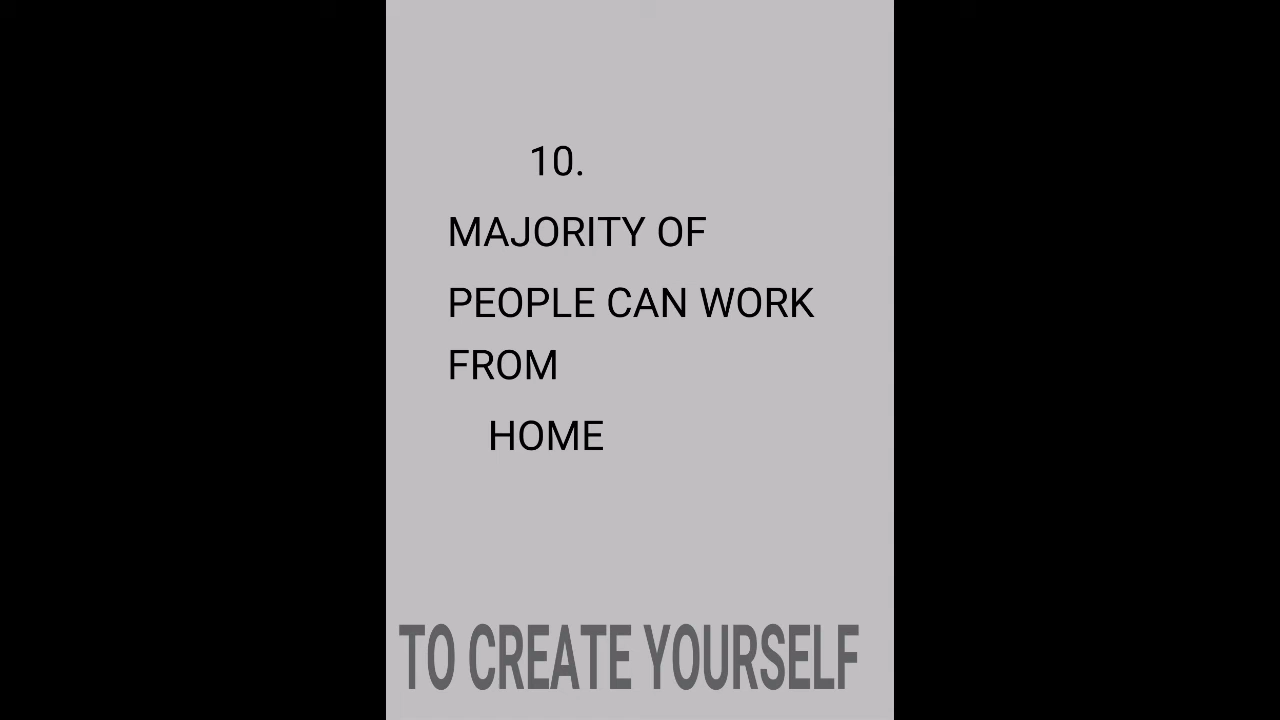 10.
MAJORITY OF
PEOPLE CAN WORK
FROM
HOME
TO CREATE YOURSELF